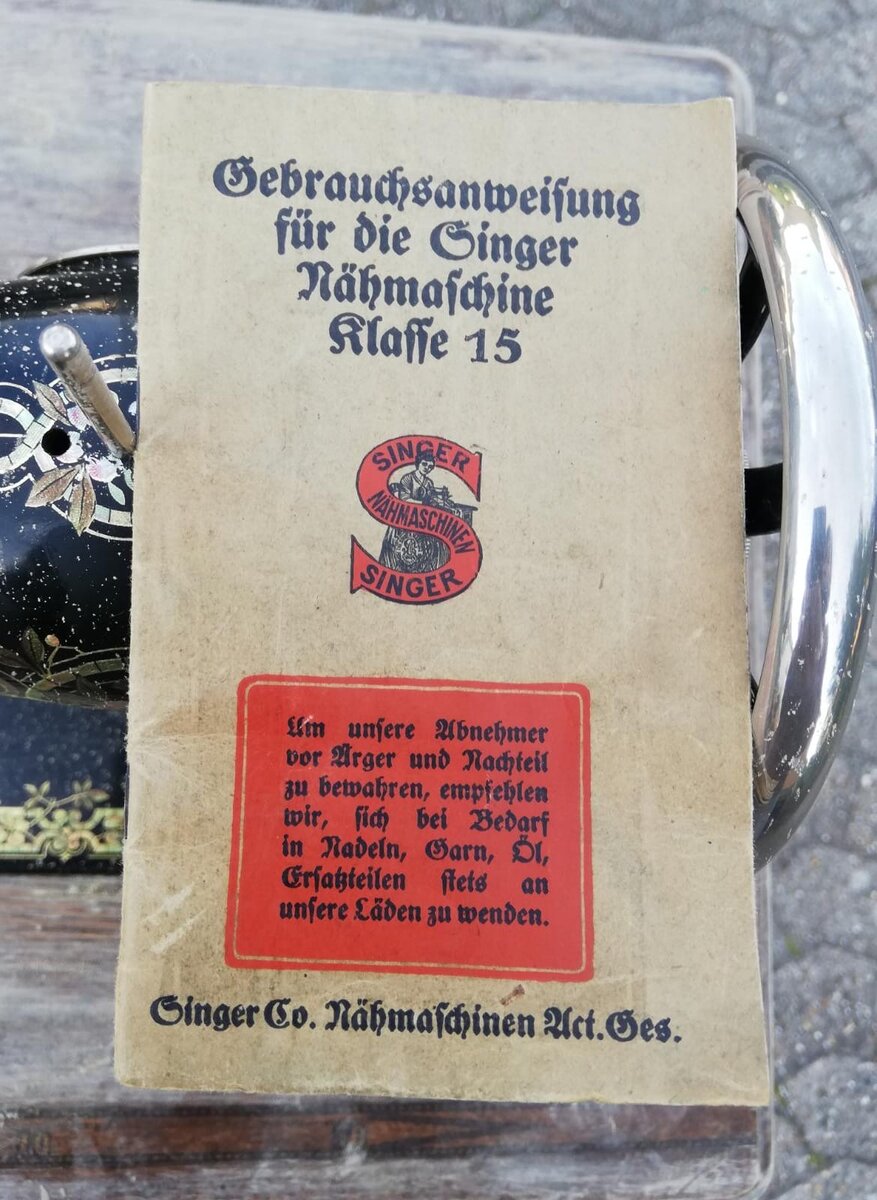 Gebrauchsanweisung
für die Singer
Nähmaschine
Klasse 15
SINGER
NÄHMASCHINEN
SINGER
Um unsere Abnehmer
vor Ärger und Nachteil
zu bewahren, empfehlen
wir, sich bei Bedarf
in Nadeln, Garn, Öl,
Ersatzteilen stets an
unsere Läden zu wenden.
Singer Co. Nähmaschinen Act. Ges.